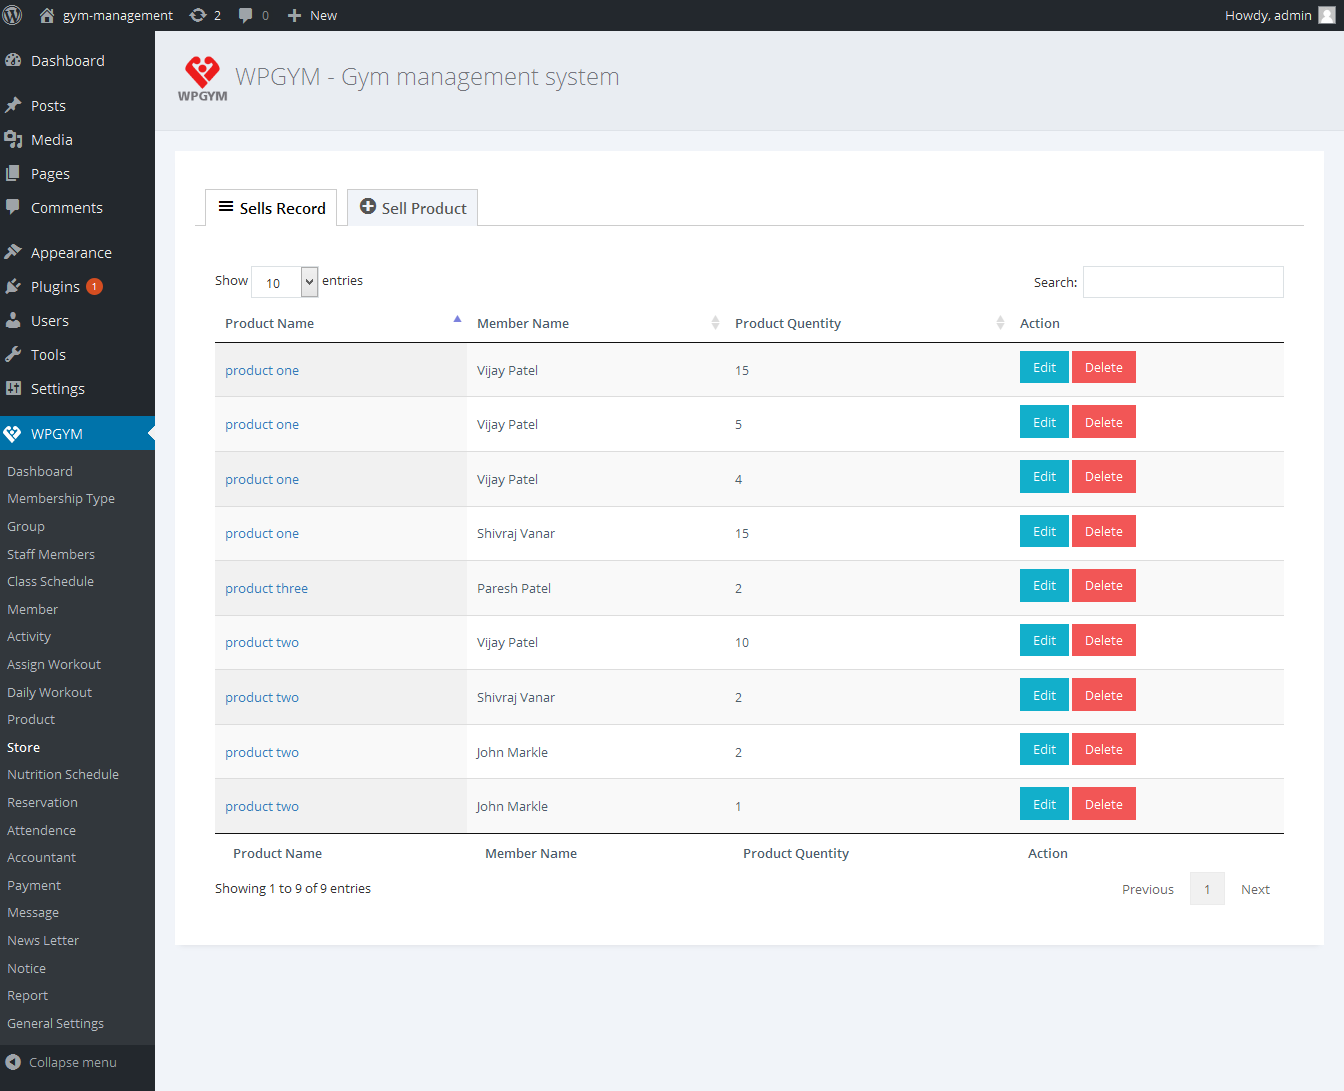 gym-management 2 0 New Howdy, admin
Dashboard
Posts
Media
Pages
Comments
Appearance
Plugins 1
Users
Tools
Settings
WPGYM
Dashboard
Membership Type
Group
Staff Members
Class Schedule
Member
Activity
Assign Workout
Daily Workout
Product
Store
Nutrition Schedule
Reservation
Attendence
Accountant
Payment
Message
News Letter
Notice
Report
General Settings
Collapse menu
WPGYM
WPGYM - Gym management system
Sells Record Sell Product
Show 10 entries Search:
Product Name Member Name Product Quentity Action
product one Vijay Patel 15 Edit Delete
product one Vijay Patel 5 Edit Delete
product one Vijay Patel 4 Edit Delete
product one Shivraj Vanar 15 Edit Delete
product three Paresh Patel 2 Edit Delete
product two Vijay Patel 10 Edit Delete
product two Shivraj Vanar 2 Edit Delete
product two John Markle 2 Edit Delete
product two John Markle 1 Edit Delete
Product Name Member Name Product Quentity Action
Showing 1 to 9 of 9 entries Previous 1 Next